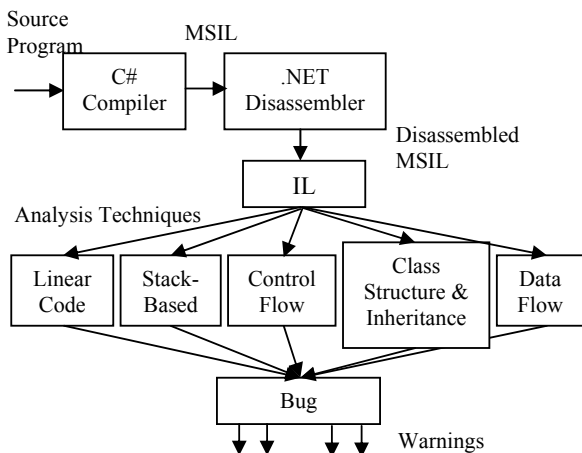 Source
Program
MSIL
C#
Compiler
.NET
Disassembler
Disassembled
MSIL
IL
Analysis Techniques
Linear
Code
Stack-
Based
Control
Flow
Class
Structure &
Inheritance
Data
Flow
Bug
Warnings